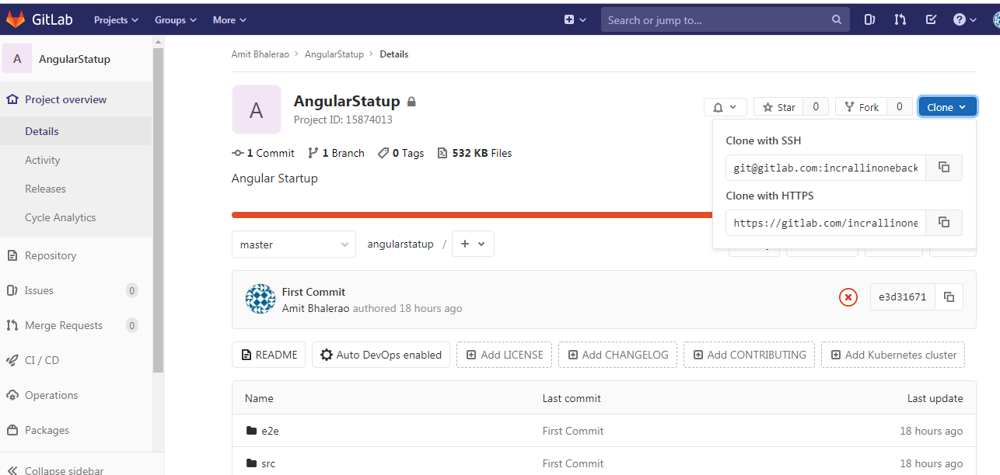 GitLab Projects Groups More Search or jump to...
A AngularStatup
Project overview
Details
Activity
Releases
Cycle Analytics
Repository
Issues 0
Merge Requests 0
CI / CD
Operations
Packages
Collapse sidebar
Amit Bhalerao > AngularStatup > Details
A
AngularStatup
Project ID: 15874013
Star 0 Fork 0 Clone
Clone with SSH
git@gitlab.com:incrallinoneback
Clone with HTTPS
https://gitlab.com/incrallinone
1 Commit 1 Branch 0 Tags 532 KB Files
Angular Startup
master angularstatup / +
First Commit
Amit Bhalerao authored 18 hours ago
e3d31671
README Auto DevOps enabled Add LICENSE Add CHANGELOG Add CONTRIBUTING Add Kubernetes cluster
Name Last commit Last update
e2e First Commit 18 hours ago
src First Commit 18 hours ago